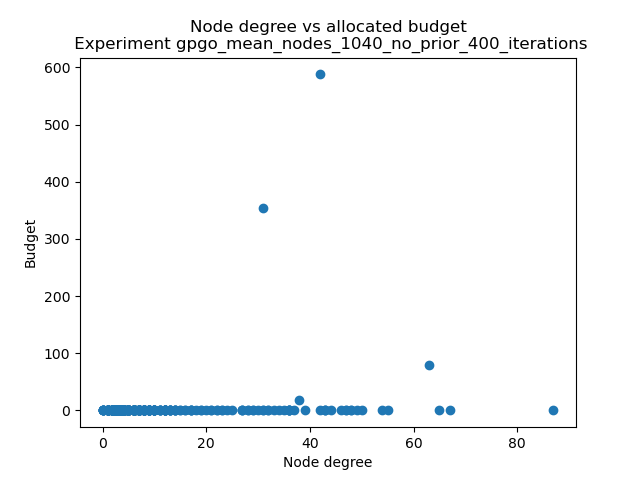 Node degree vs allocated budget
Experiment gpgo_mean_nodes_1040_no_prior_400_iterations
600
500
400
300
200
100
0
Budget
0 20 40 60 80
Node degree